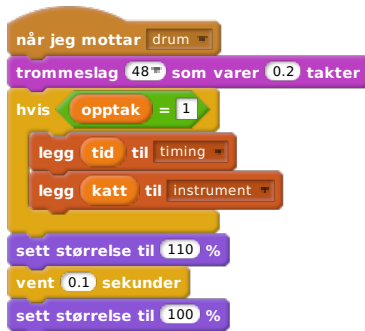 når jeg mottar drum
trommeslag 48 som varer 0.2 takter
hvis opptak = 1
legg tid til timing
legg katt til instrument
sett størrelse til 110 %
vent 0.1 sekunder
sett størrelse til 100 %